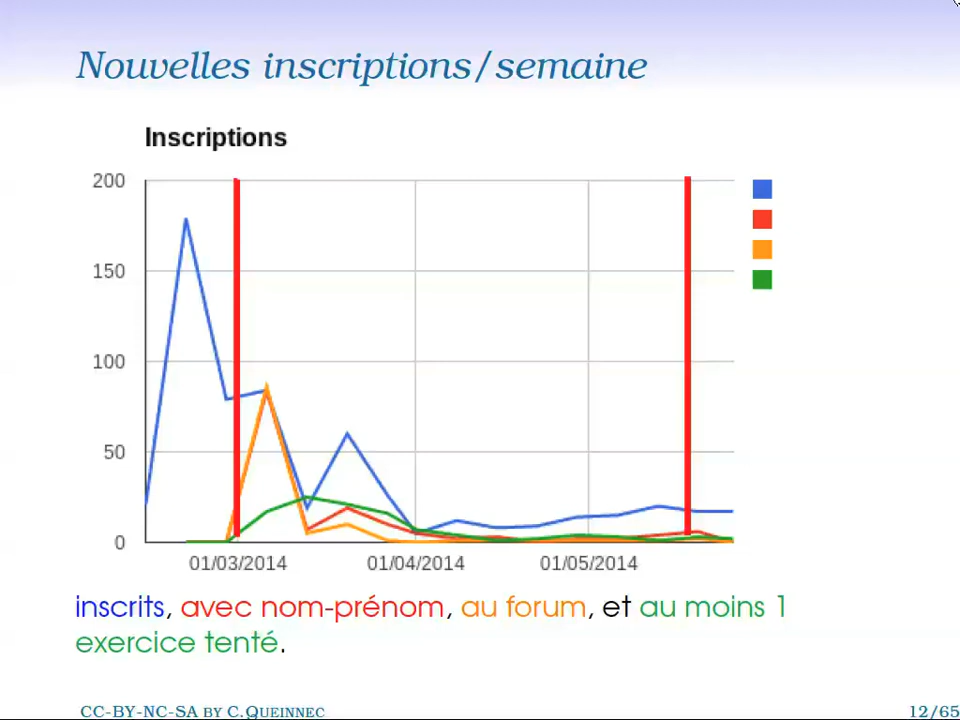 Nouvelles inscriptions/semaine
Inscriptions
200
150
100
50
0
01/03/2014 01/04/2014 01/05/2014
inscrits, avec nom-prénom, au forum, et au moins 1
exercice tenté.
CC-BY-NC-SA BY C.QUEINNEC 12/65